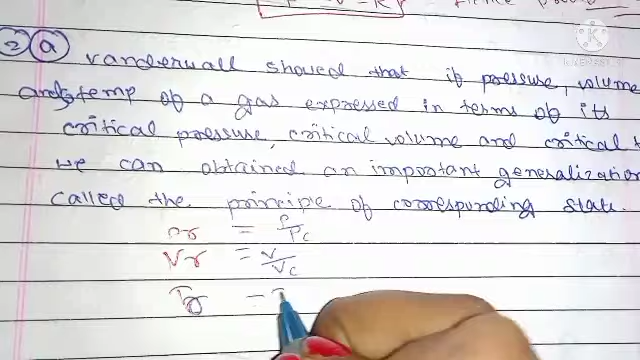 2 a Vanderwall showed that if pressure, volume
and temp of a gas expressed in terms of its
critical pressure, critical volume and critical t
we can obtained an important generalization
called the principle of corresponding state.
Pr = P/Pc
Vr = V/Vc
Tr = T
KINEMASTER